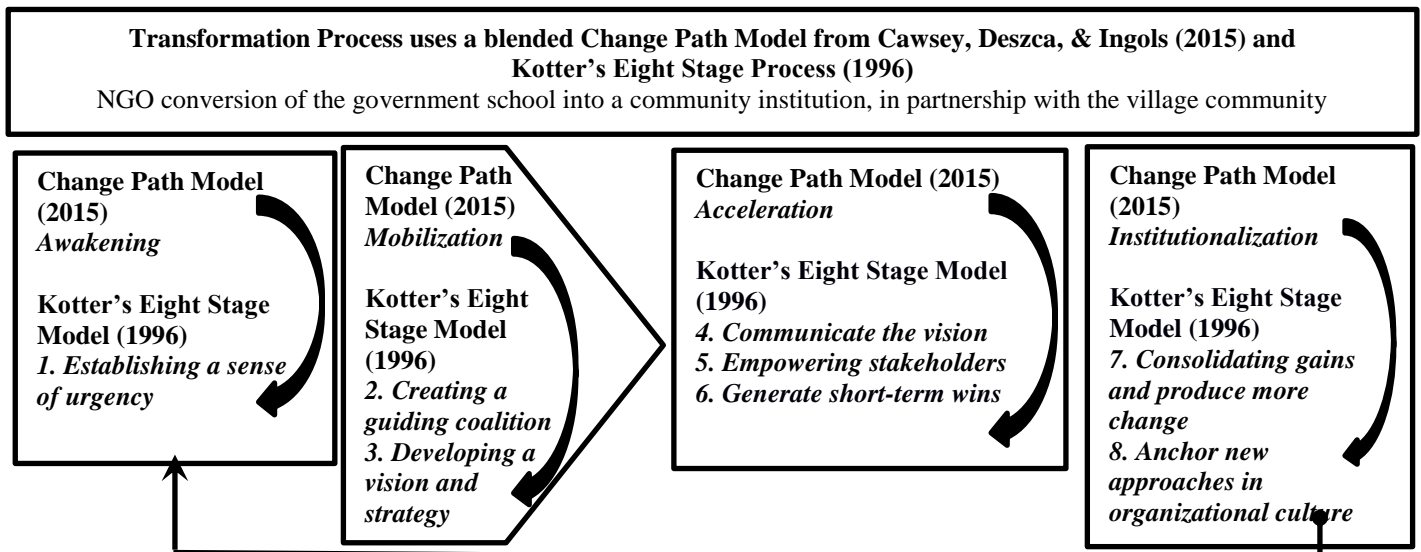 Transformation Process uses a blended Change Path Model from Cawsey, Deszca, & Ingols (2015) and
Kotter’s Eight Stage Process (1996)
NGO conversion of the government school into a community institution, in partnership with the village community
Change Path Model
(2015)
Awakening
Kotter’s Eight Stage
Model (1996)
1. Establishing a sense
of urgency
Change Path
Model (2015)
Mobilization
Kotter’s Eight
Stage Model
(1996)
2. Creating a
guiding coalition
3. Developing a
vision and
strategy
Change Path Model (2015)
Acceleration
Kotter’s Eight Stage Model
(1996)
4. Communicate the vision
5. Empowering stakeholders
6. Generate short-term wins
Change Path Model
(2015)
Institutionalization
Kotter’s Eight Stage
Model (1996)
7. Consolidating gains
and produce more
change
8. Anchor new
approaches in
organizational culture